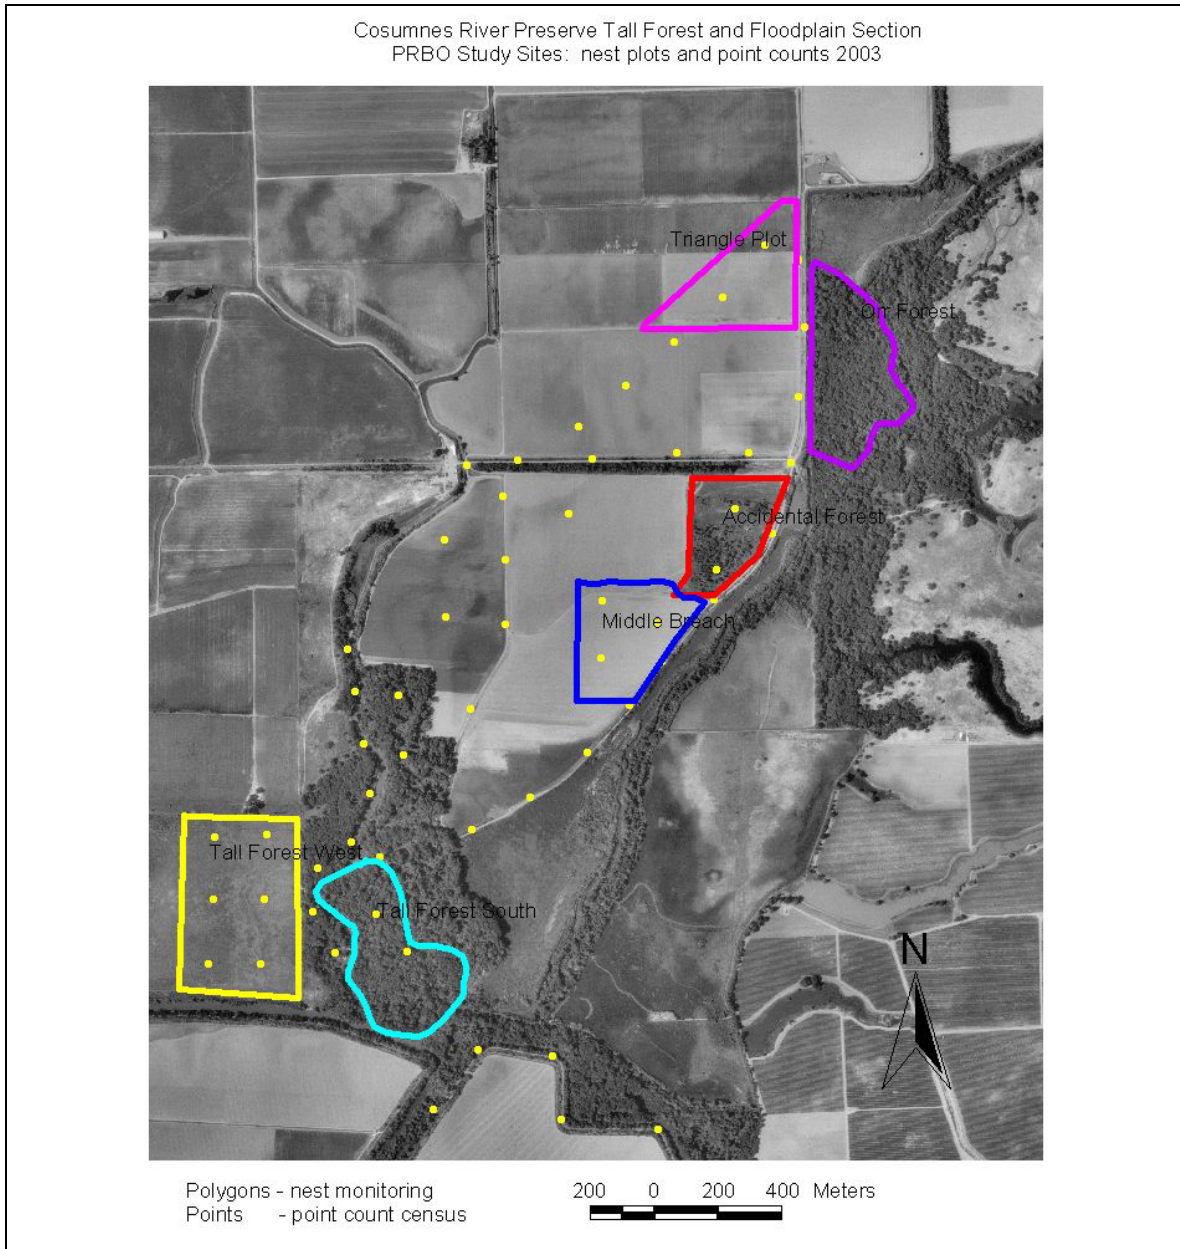 Cosumnes River Preserve Tall Forest and Floodplain Section
PRBO Study Sites: nest plots and point counts 2003
Triangle Plot
Orr Forest
Accidental Forest
Middle Breach
Tall Forest West
Tall Forest South
N
Polygons - nest monitoring
Points - point count census
200 0 200 400 Meters